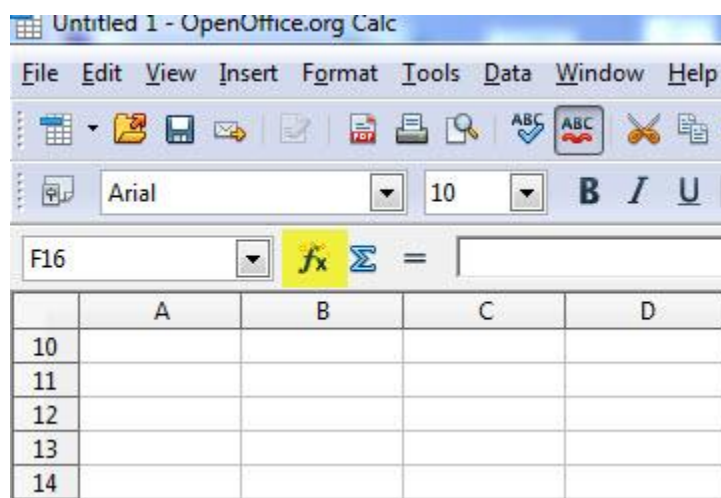 Untitled 1 - OpenOffice.org Calc
File Edit View Insert Format Tools Data Window Help
PDF ABC ABC
Arial 10 B I U
F16 fx Σ =
A B C D
10
11
12
13
14